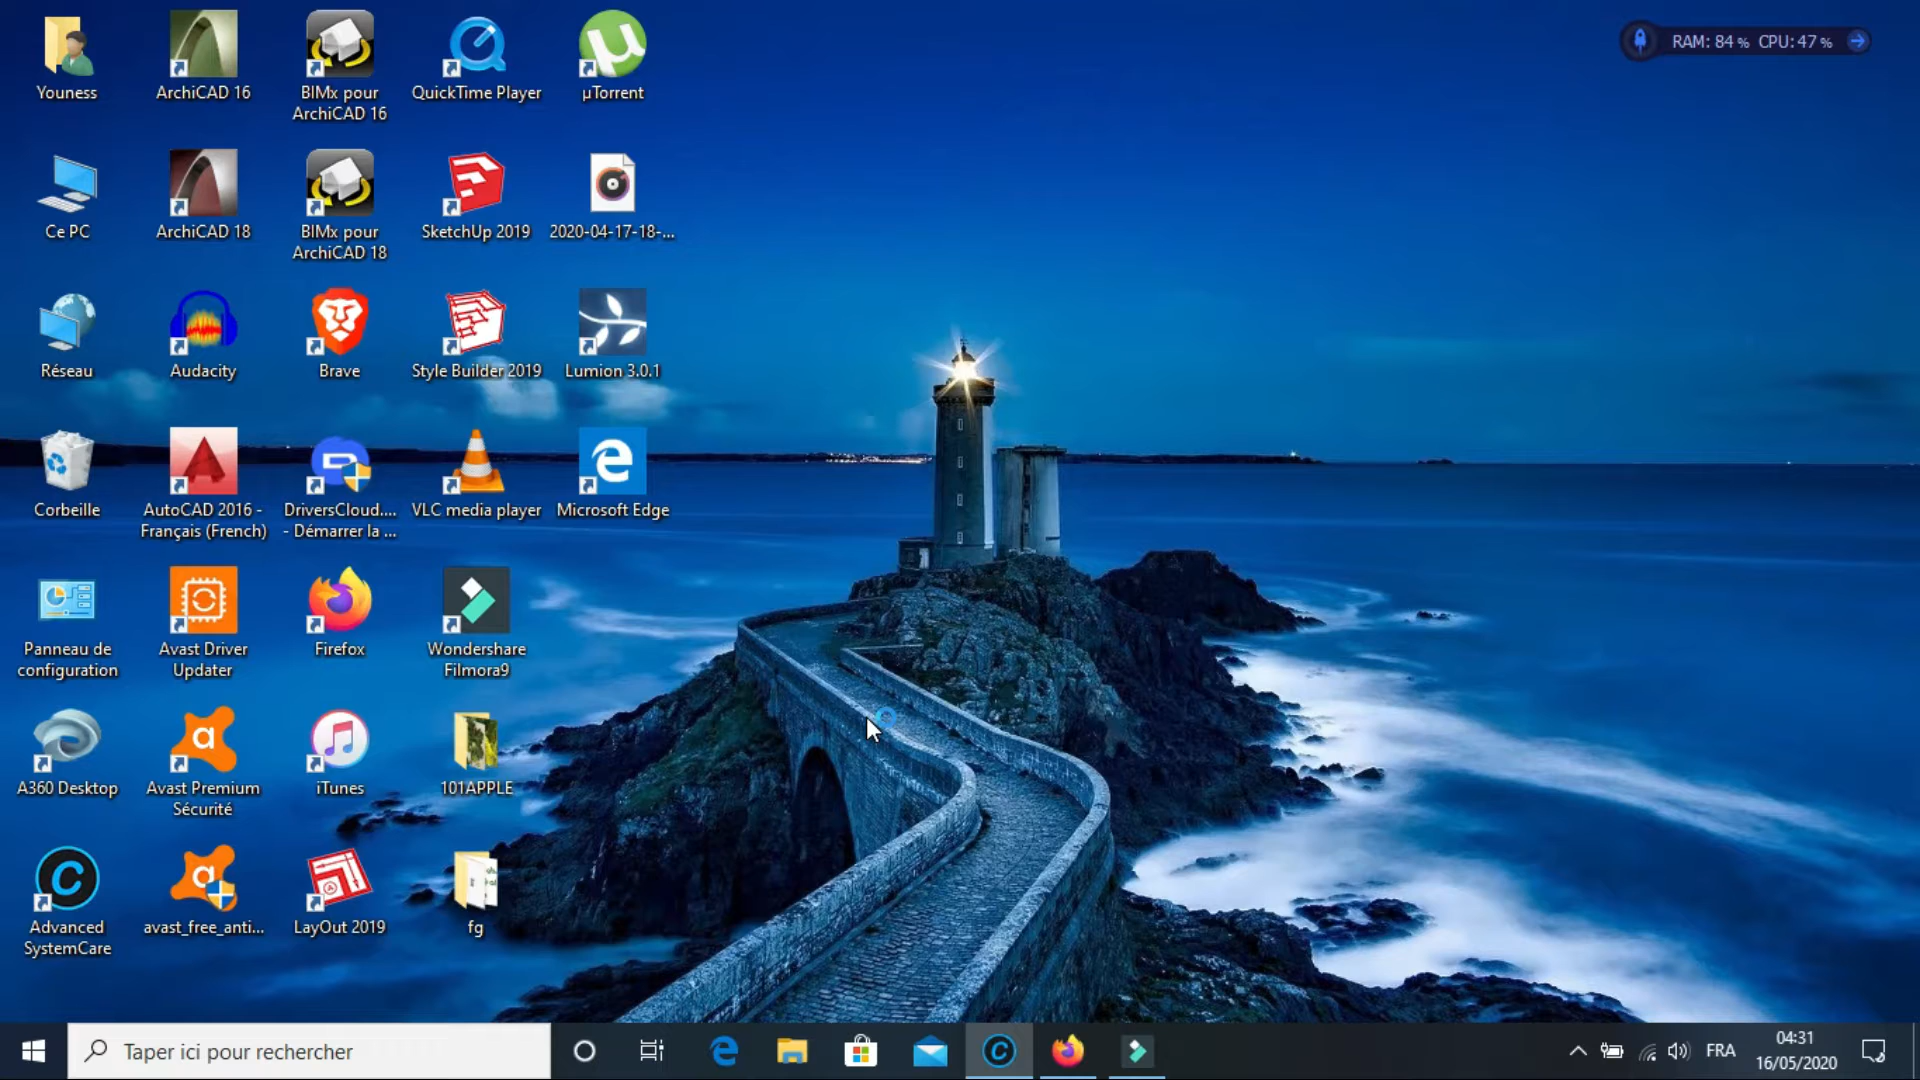 Youness
ArchiCAD 16
BIMx pour
ArchiCAD 16
QuickTime Player
µTorrent
RAM: 84 % CPU: 47 %
Ce PC
ArchiCAD 18
BIMx pour
ArchiCAD 18
SketchUp 2019
2020-04-17-18-...
Réseau
Audacity
Brave
Style Builder 2019
Lumion 3.0.1
Corbeille
AutoCAD 2016 -
Français (French)
DriversCloud....
- Démarrer la ...
VLC media player
Microsoft Edge
Panneau de
configuration
Avast Driver
Updater
Firefox
Wondershare
Filmora9
A360 Desktop
Avast Premium
Sécurité
iTunes
101APPLE
Advanced
SystemCare
avast_free_anti...
LayOut 2019
fg
Taper ici pour rechercher
FRA
04:31
16/05/2020